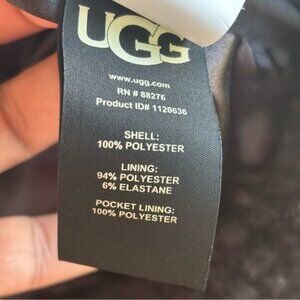 UGG
www.ugg.com
RN # 88276
Product ID# 1120636
SHELL:
100% POLYESTER
LINING:
94% POLYESTER
6% ELASTANE
POCKET LINING:
100% POLYESTER